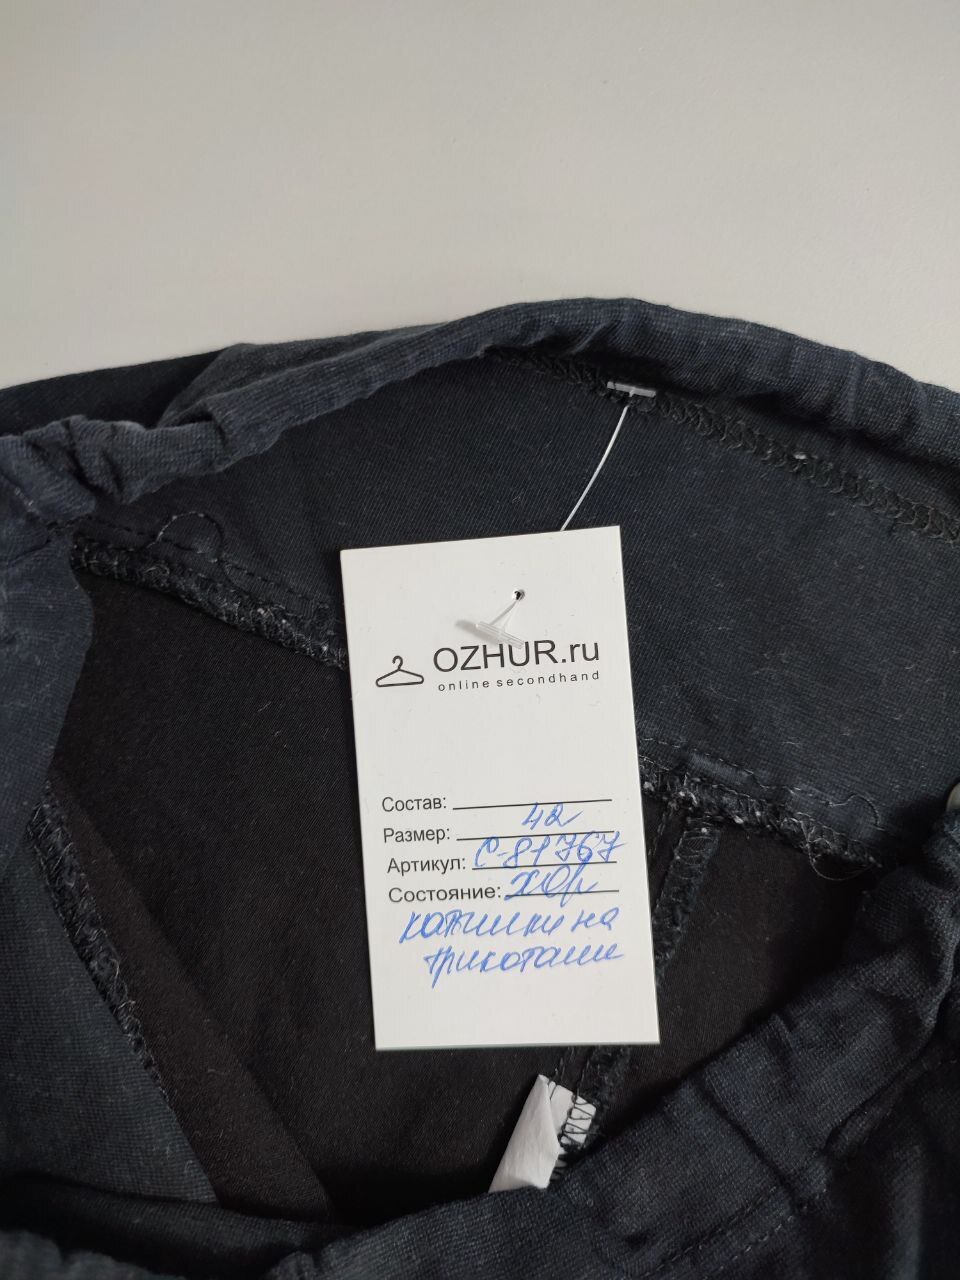 OZHUR.ru
online secondhand
Состав:
Размер: 42
Артикул: С-81767
Состояние: хор
катышки на
трикотаже